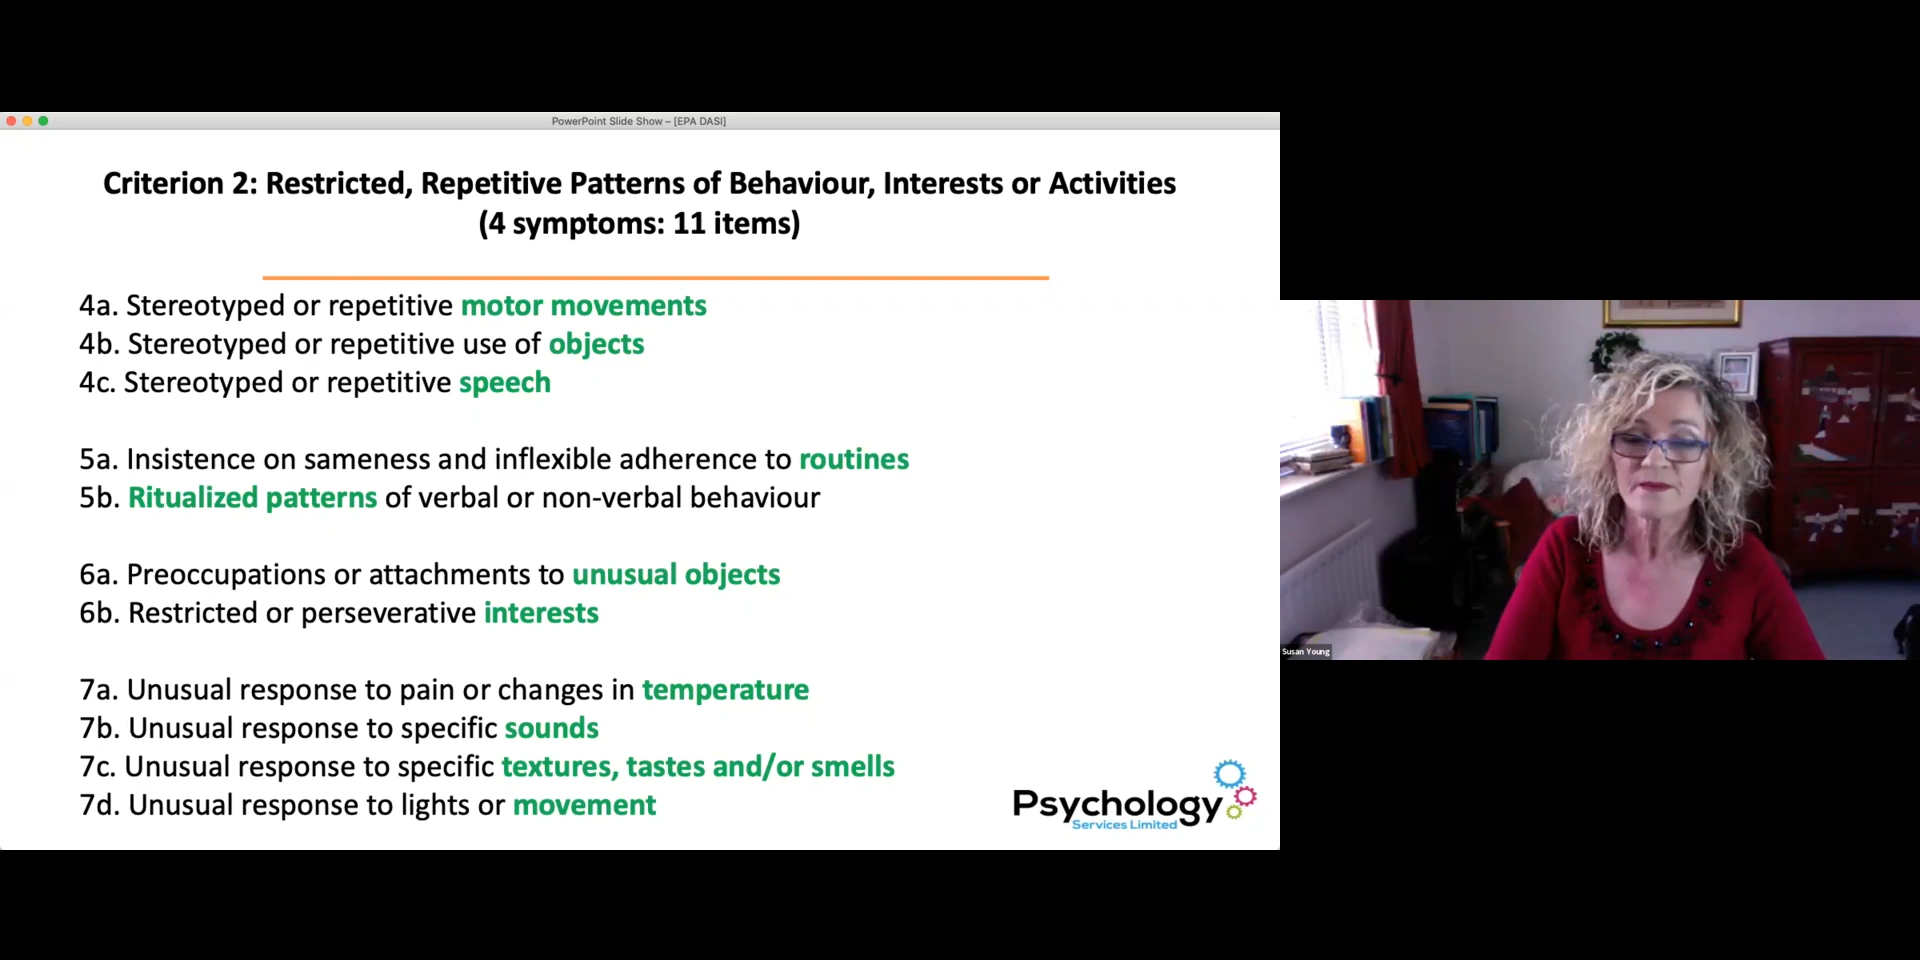 PowerPoint Slide Show – [EPA DASI]
Criterion 2: Restricted, Repetitive Patterns of Behaviour, Interests or Activities
(4 symptoms: 11 items)
4a. Stereotyped or repetitive motor movements
4b. Stereotyped or repetitive use of objects
4c. Stereotyped or repetitive speech
5a. Insistence on sameness and inflexible adherence to routines
5b. Ritualized patterns of verbal or non-verbal behaviour
6a. Preoccupations or attachments to unusual objects
6b. Restricted or perseverative interests
7a. Unusual response to pain or changes in temperature
7b. Unusual response to specific sounds
7c. Unusual response to specific textures, tastes and/or smells
7d. Unusual response to lights or movement
Psychology
Services Limited
Susan Young